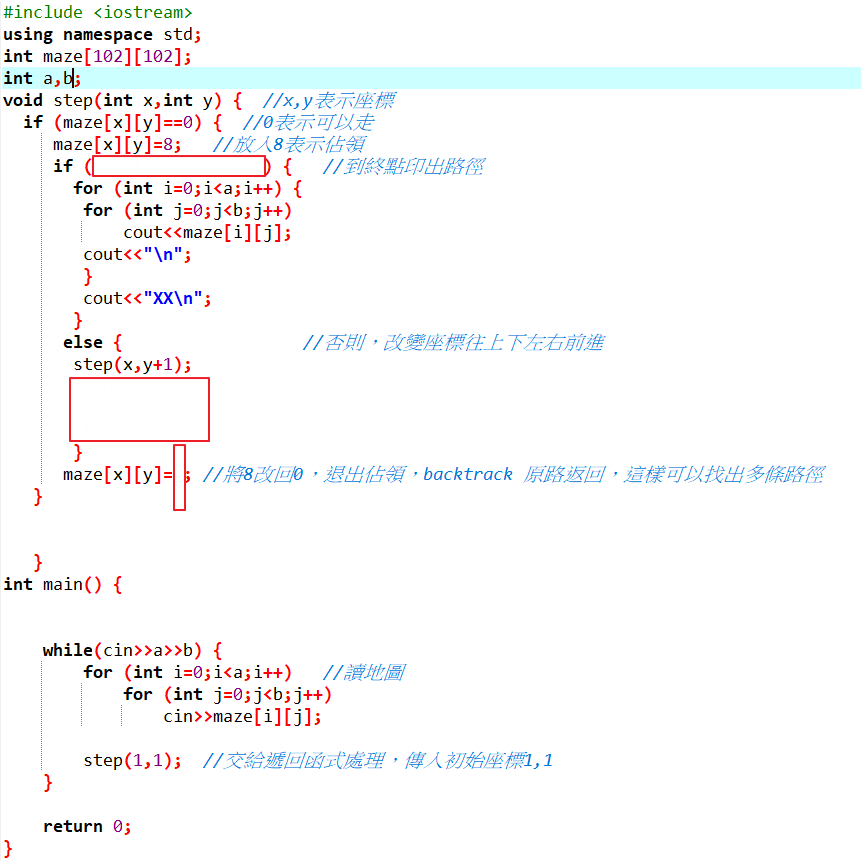 #include <iostream>
using namespace std;
int maze[102][102];
int a,b;
void step(int x,int y) {  //x,y表示座標
if (maze[x][y]==0) {  //0表示可以走
maze[x][y]=8;   //放入8表示佔領
if (                ) {   //到終點印出路徑
for (int i=0;i<a;i++) {
for (int j=0;j<b;j++)
cout<<maze[i][j];
cout<<"\n";
}
cout<<"XX\n";
}
else {                  //否則，改變座標往上下左右前進
step(x,y+1);
}
maze[x][y]= ; //將8改回0，退出佔領，backtrack 原路返回，這樣可以找出多條路徑
}
}
int main() {
while(cin>>a>>b) {
for (int i=0;i<a;i++)   //讀地圖
for (int j=0;j<b;j++)
cin>>maze[i][j];
step(1,1);  //交給遞回函式處理，傳入初始座標1,1
}
return 0;
}